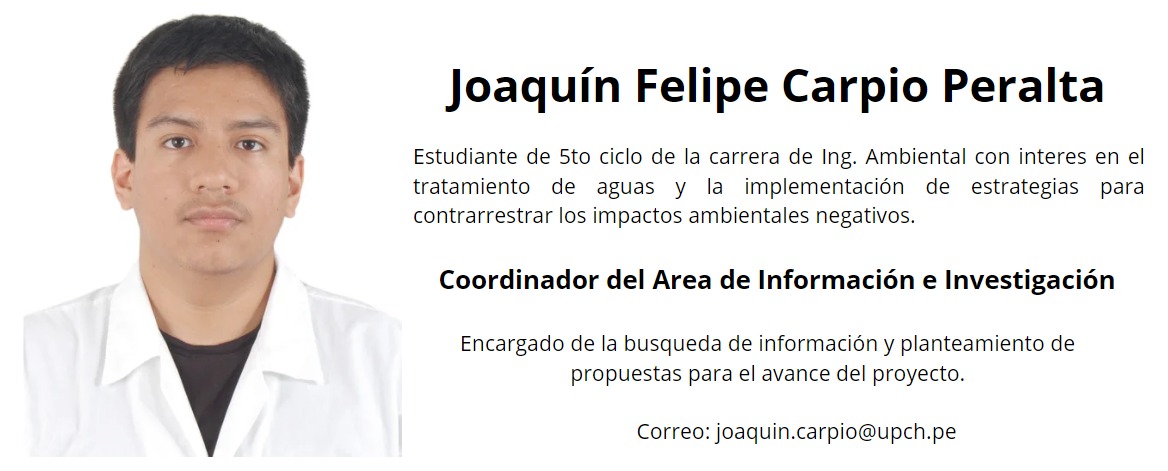 Joaquín Felipe Carpio Peralta
Estudiante de 5to ciclo de la carrera de Ing. Ambiental con interes en el
tratamiento de aguas y la implementación de estrategias para
contrarrestrar los impactos ambientales negativos.
Coordinador del Area de Información e Investigación
Encargado de la busqueda de información y planteamiento de
propuestas para el avance del proyecto.
Correo: joaquin.carpio@upch.pe